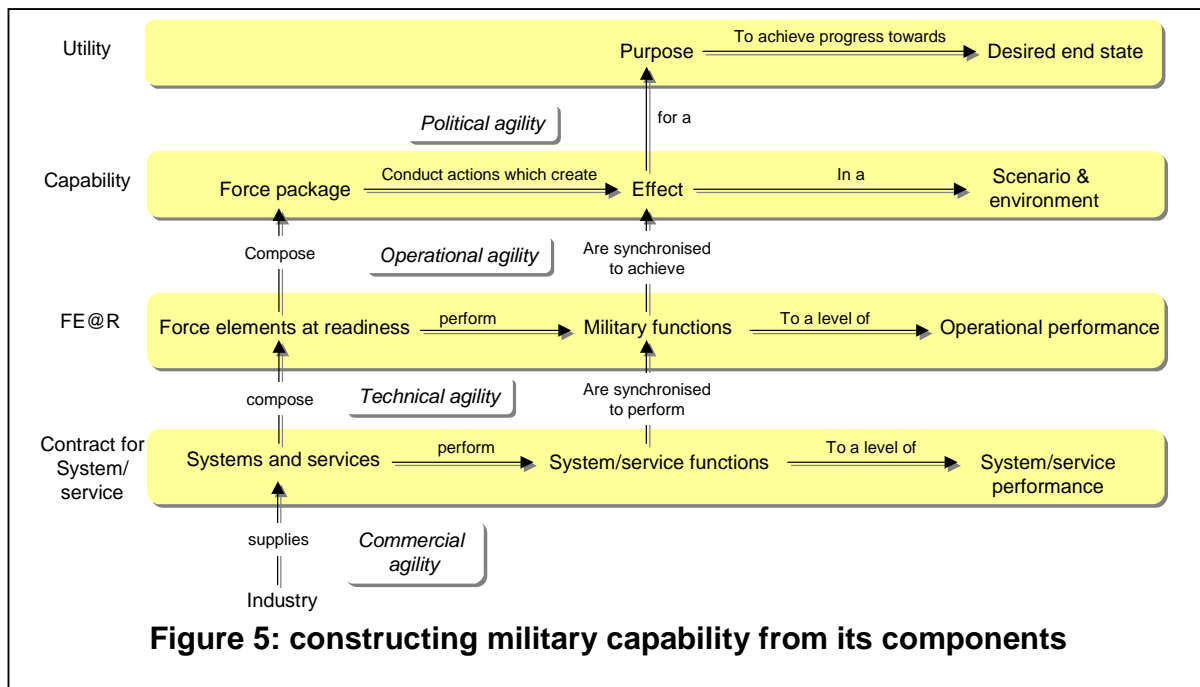 Utility
Purpose
To achieve progress towards
Desired end state
Political agility
for a
Capability
Force package
Conduct actions which create
Effect
In a
Scenario &
environment
Compose
Operational agility
Are synchronised
to achieve
FE@R
Force elements at readiness
perform
Military functions
To a level of
Operational performance
compose
Technical agility
Are synchronised
to perform
Contract for
System/
service
Systems and services
perform
System/service functions
To a level of
System/service
performance
supplies
Commercial
agility
Industry
Figure 5: constructing military capability from its components